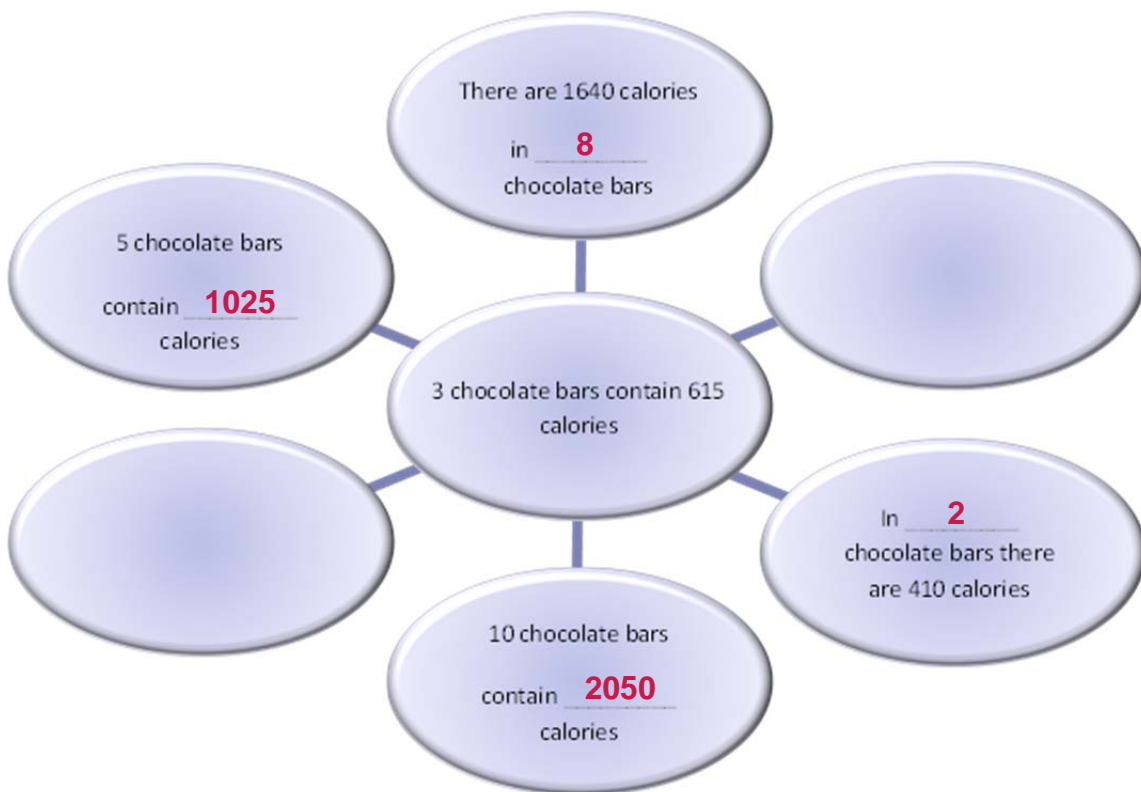 There are 1640 calories
in 8
chocolate bars
5 chocolate bars
contain 1025
calories
3 chocolate bars contain 615
calories
In 2
chocolate bars there
are 410 calories
10 chocolate bars
contain 2050
calories